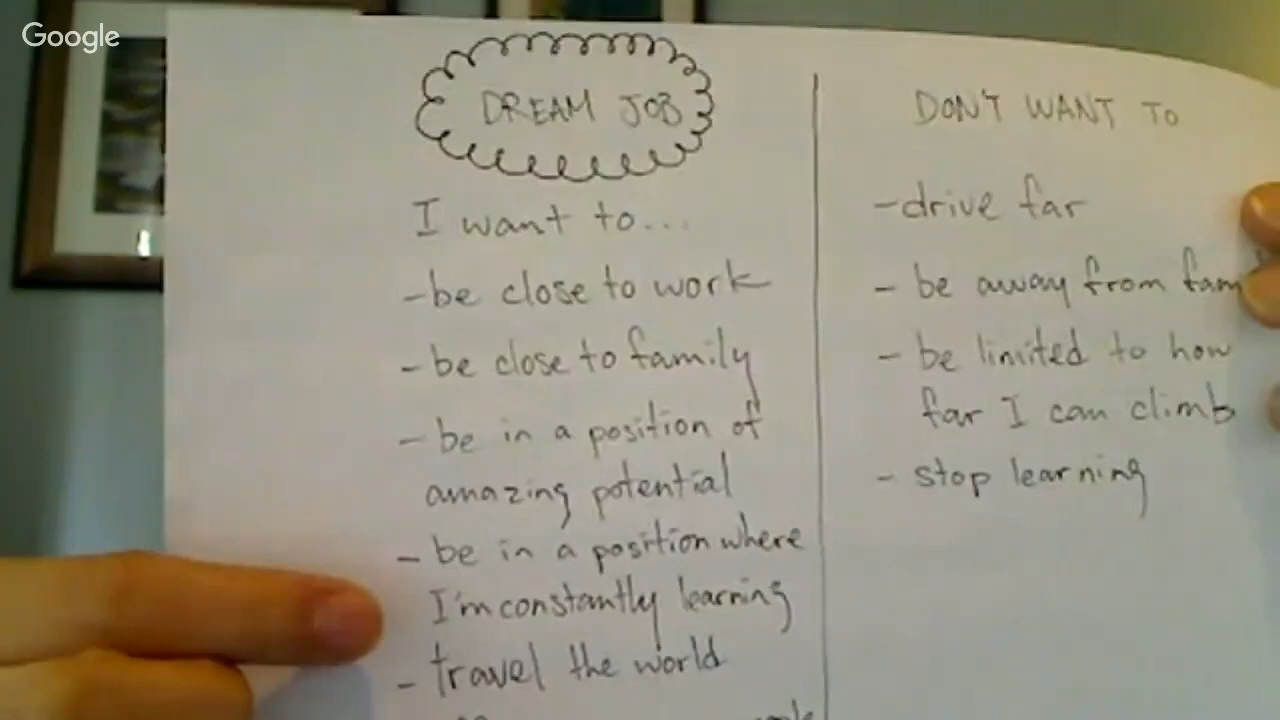 Google
DREAM JOB
I want to...
-be close to work
-be close to family
-be in a position of
amazing potential
-be in a position where
I'm constantly learning
-travel the world
DON'T WANT TO
-drive far
- be away from fam
- be limited to how
far I can climb
- stop learning